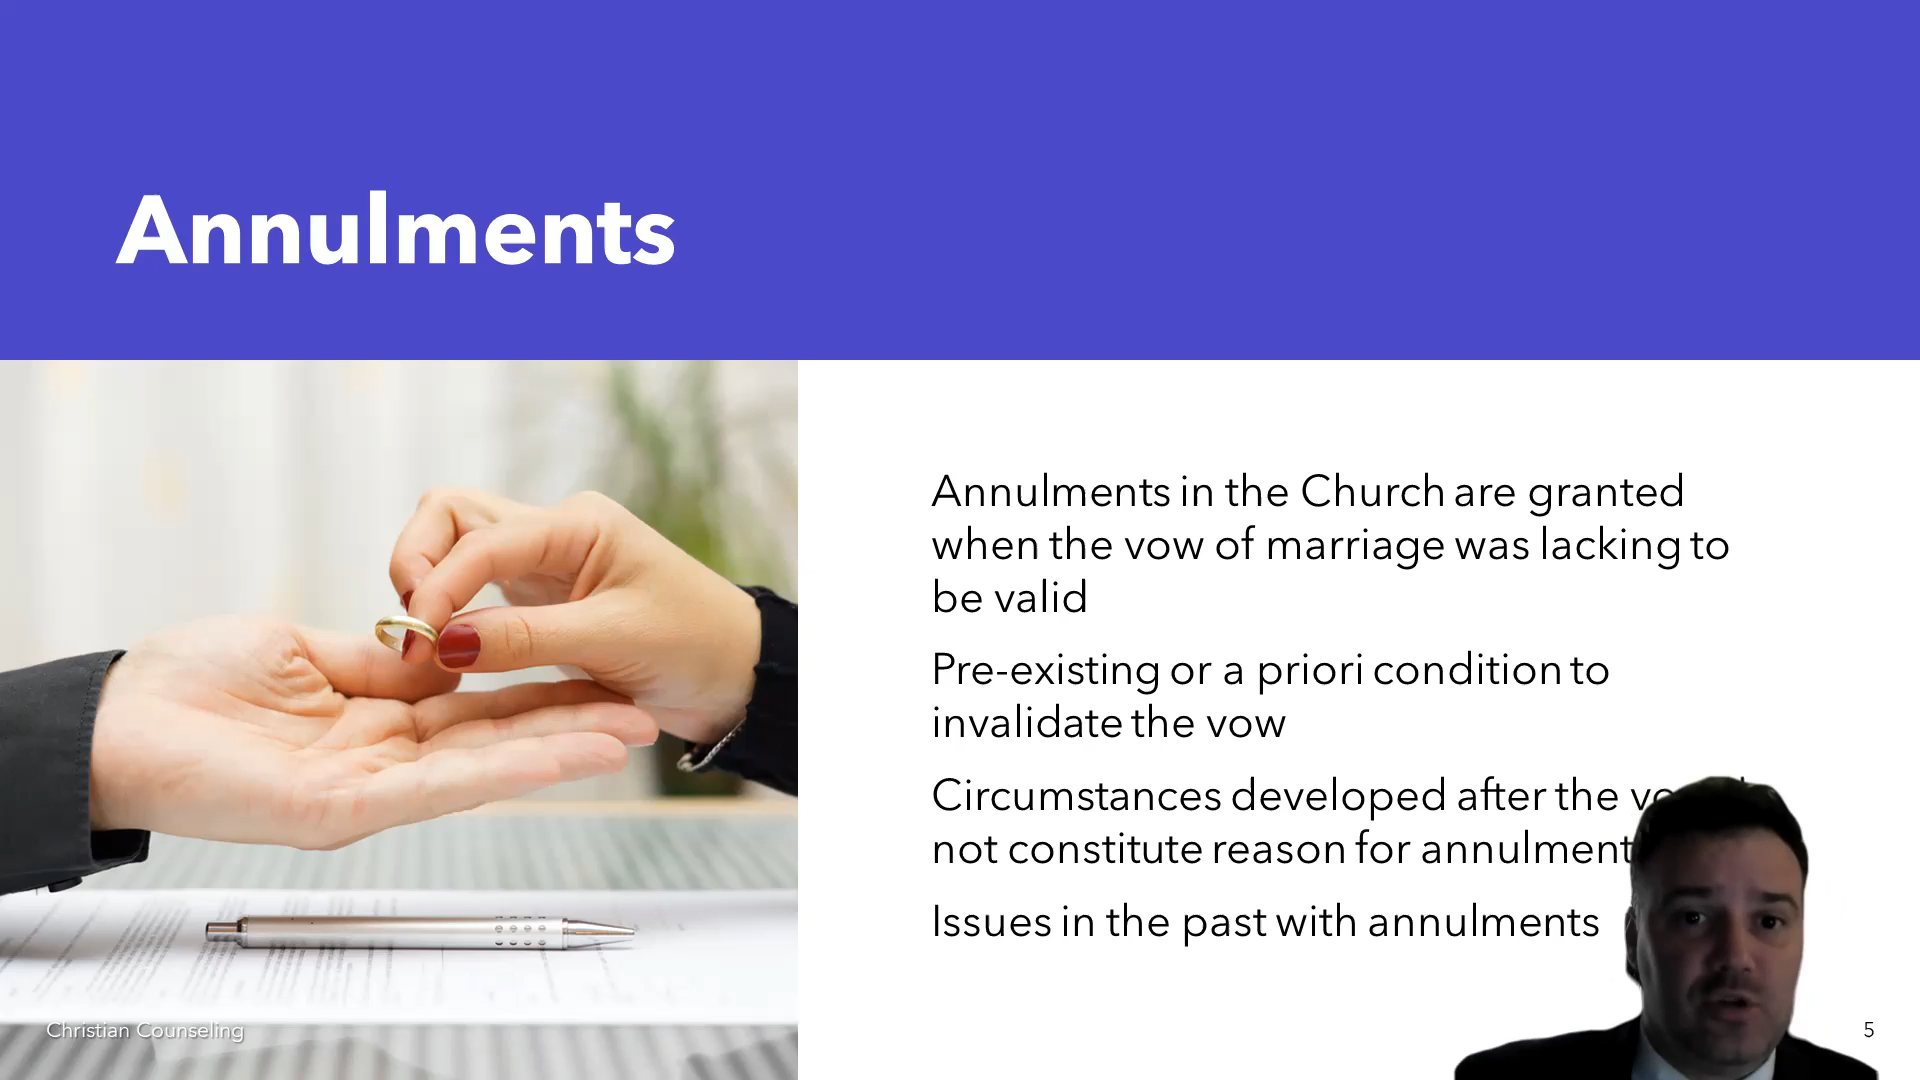 Annulments
Annulments in the Church are granted
when the vow of marriage was lacking to
be valid
Pre-existing or a priori condition to
invalidate the vow
Circumstances developed after the
not constitute reason for annulment
Issues in the past with annulments
Christian Counseling
5